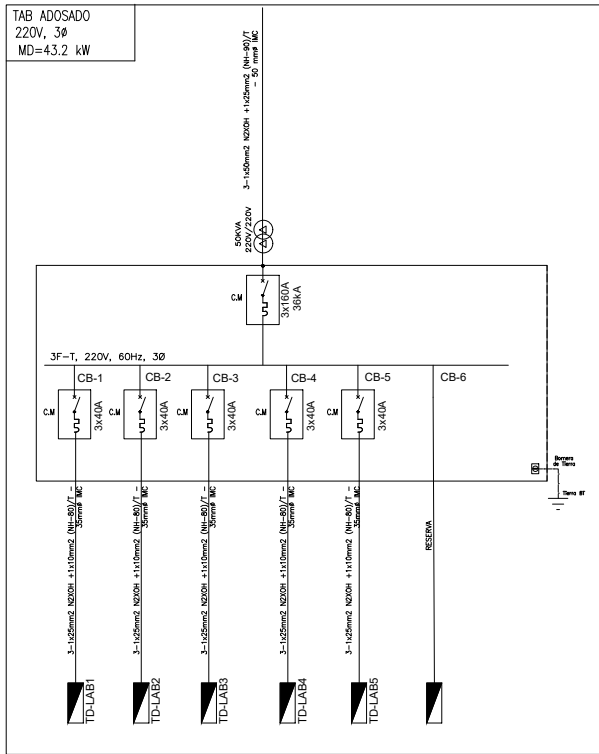 TAB ADOSADO
220V, 3ø
MD=43.2 kW
3-1x50mm2 N2XOH +1x25mm2 (NH-90)/T
- 50 mmø IMC
50KVA
220V/220V
C.M
3x160A
36kA
3F-T, 220V, 60Hz, 3Ø
CB-1
CB-2
CB-3
CB-4
CB-5
CB-6
C.M
3x40A
C.M
3x40A
C.M
3x40A
C.M
3x40A
C.M
3x40A
Bornera
de Tierra
Tierra BT
3-1x25mm2 N2XOH +1x10mm2 (NH-80)/T -
35mmø IMC
3-1x25mm2 N2XOH +1x10mm2 (NH-80)/T -
35mmø IMC
3-1x25mm2 N2XOH +1x10mm2 (NH-80)/T -
35mmø IMC
3-1x25mm2 N2XOH +1x10mm2 (NH-80)/T -
35mmø IMC
3-1x25mm2 N2XOH +1x10mm2 (NH-80)/T -
35mmø IMC
RESERVA
TD-LAB1
TD-LAB2
TD-LAB3
TD-LAB4
TD-LAB5